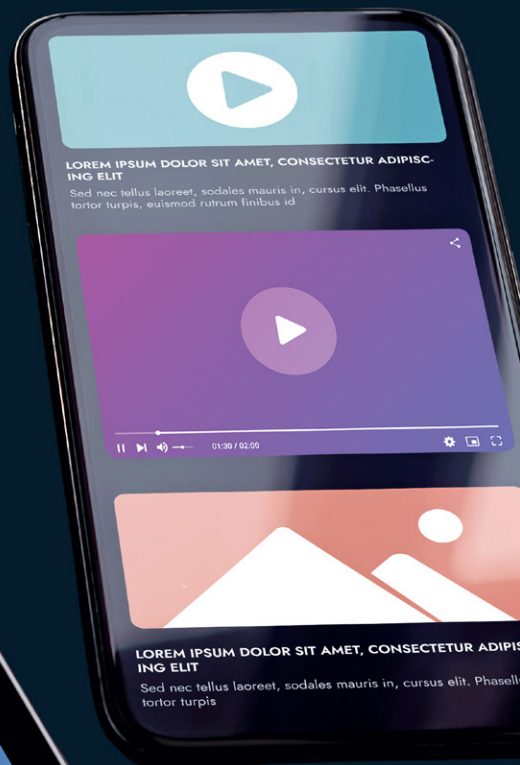 LOREM IPSUM DOLOR SIT AMET, CONSECTETUR ADIPISC-
ING ELIT
Sed nec tellus laoreet, sodales mauris in, cursus elit. Phasellus
tortor turpis, euismod rutrum finibus id
01:30 / 02:00
LOREM IPSUM DOLOR SIT AMET, CONSECTETUR ADIPIS
ING ELIT
Sed nec tellus laoreet, sodales mauris in, cursus elit. Phasellu
tortor turpis